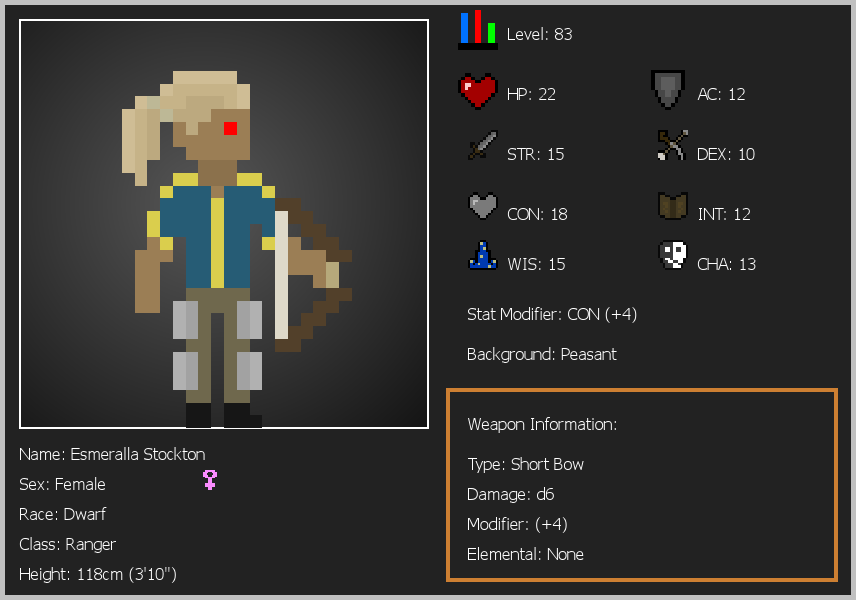 Level: 83
HP: 22
AC: 12
STR: 15
DEX: 10
CON: 18
INT: 12
WIS: 15
CHA: 13
Stat Modifier: CON (+4)
Background: Peasant
Weapon Information:
Type: Short Bow
Damage: d6
Modifier: (+4)
Elemental: None
Name: Esmeralla Stockton
Sex: Female
Race: Dwarf
Class: Ranger
Height: 118cm (3'10")